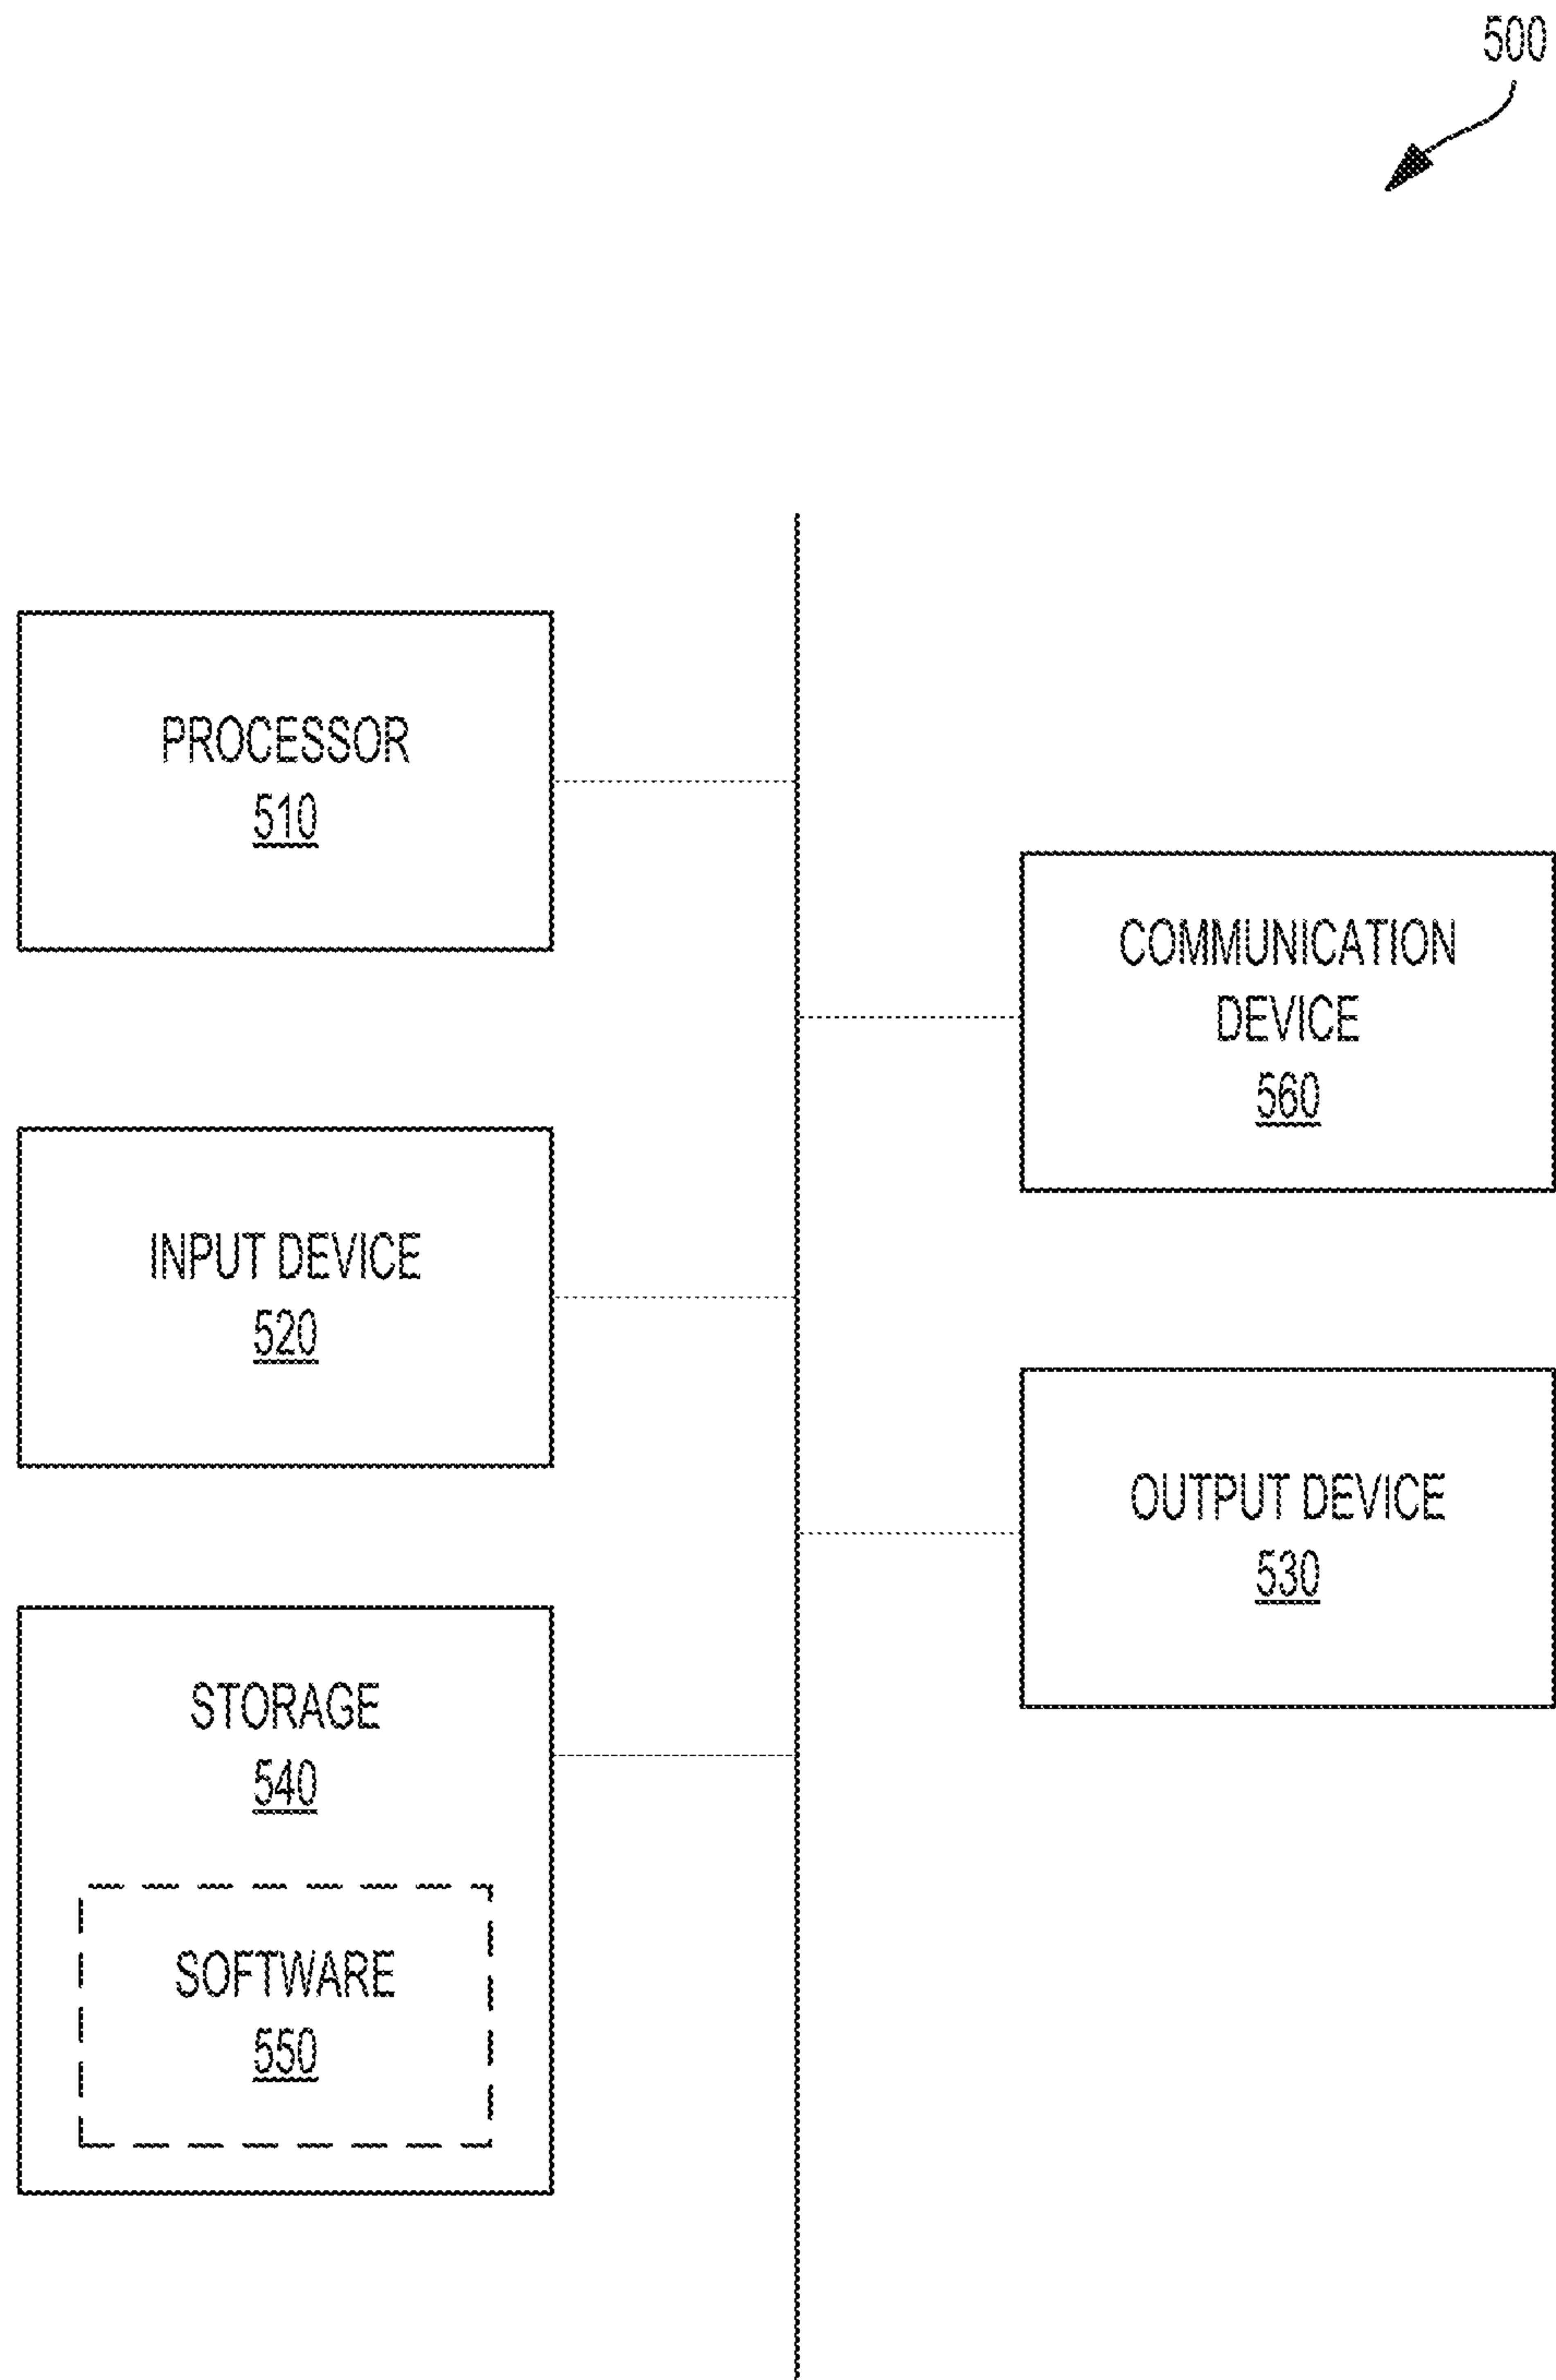 500
PROCESSOR
510
COMMUNICATION
DEVICE
560
INPUT DEVICE
520
OUTPUT DEVICE
530
STORAGE
540
SOFTWARE
550